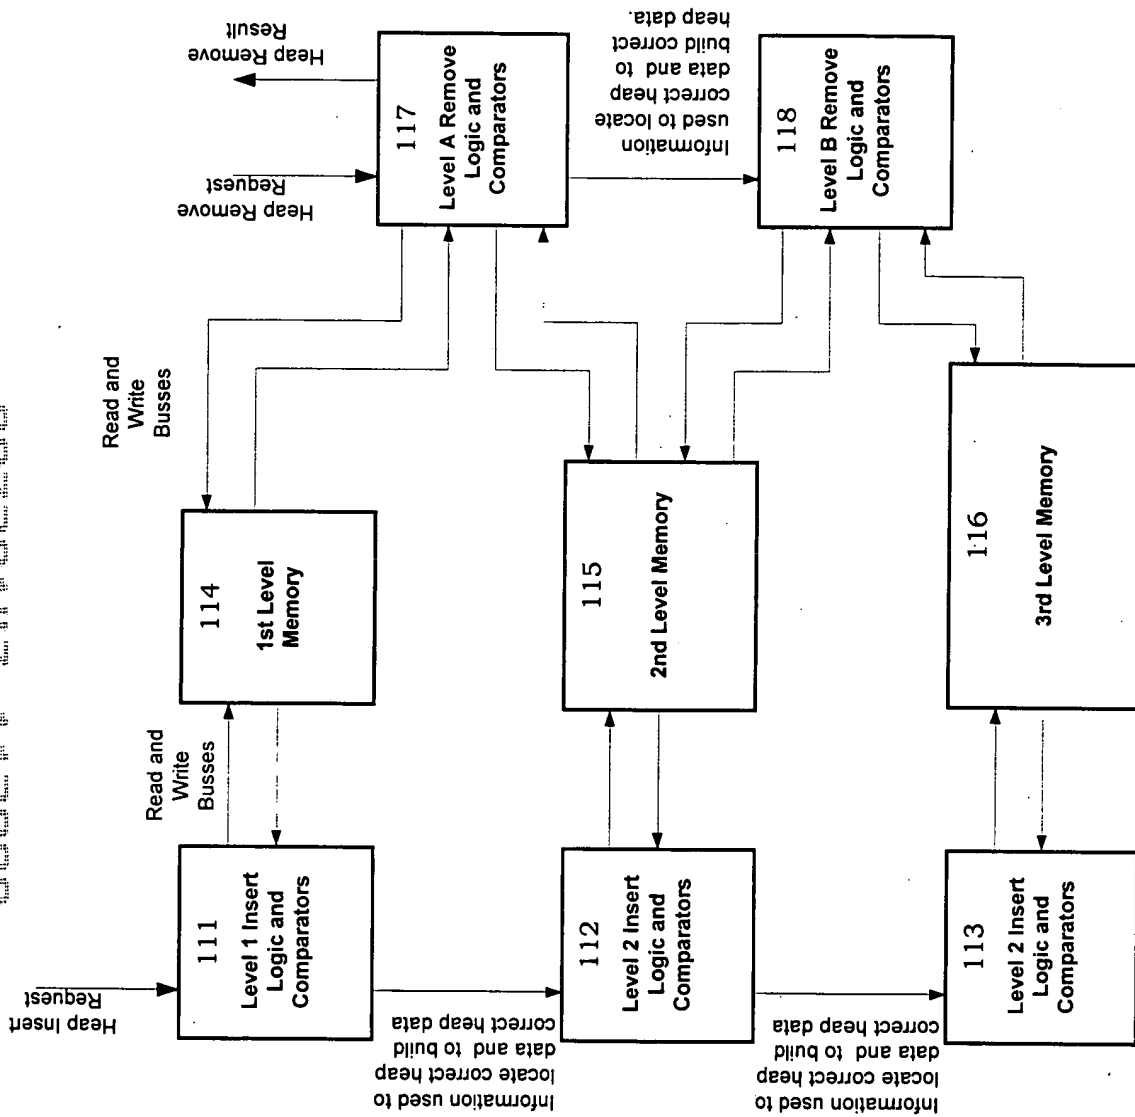 Heap Insert
Request
111
Level 1 Insert
Logic and
Comparators
Read and
Write
Busses
114
1st Level
Memory
Read and
Write
Busses
Heap Remove
Request
Heap Remove
Result
117
Level A Remove
Logic and
Comparators
Information used to
locate correct heap
data and to build
correct heap data
112
Level 2 Insert
Logic and
Comparators
115
2nd Level Memory
Information
used to locate
correct heap
data and to
build correct
heap data.
118
Level B Remove
Logic and
Comparators
Information used to
locate correct heap
data and to build
correct heap data
113
Level 2 Insert
Logic and
Comparators
116
3rd Level Memory